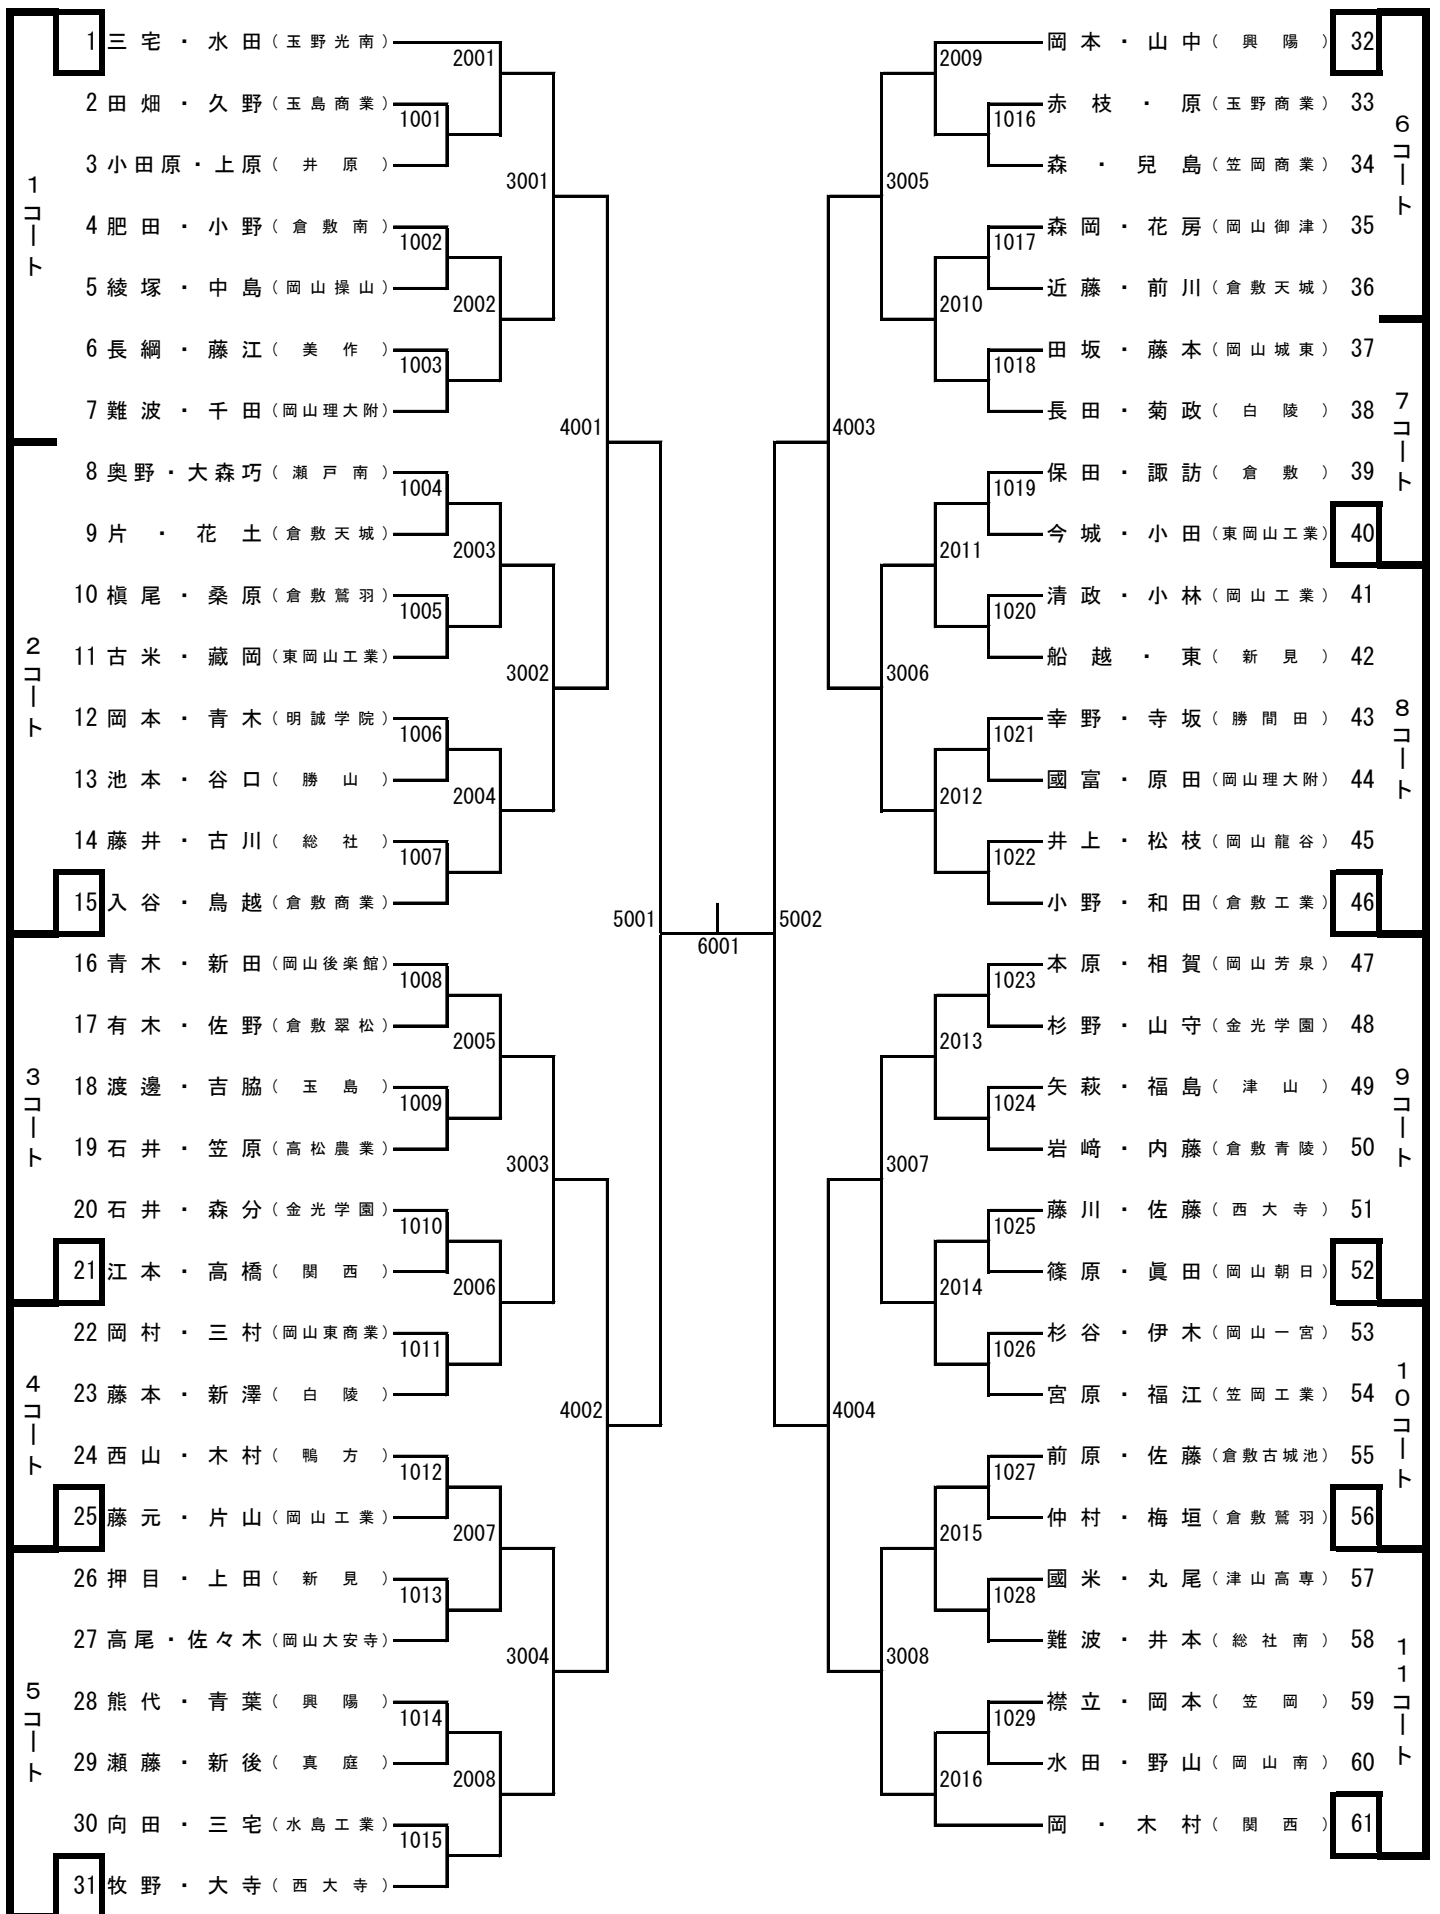 1コート
1 三宅・水田（玉野光南）
2 田畑・久野（玉島商業）
3 小田原・上原（井原）
4 肥田・小野（倉敷南）
5 綾塚・中島（岡山操山）
6 長綱・藤江（美作）
7 難波・千田（岡山理大附）
2コート
8 奥野・大森巧（瀬戸南）
9 片・花土（倉敷天城）
10 槇尾・桑原（倉敷鷲羽）
11 古米・藏岡（東岡山工業）
12 岡本・青木（明誠学院）
13 池本・谷口（勝山）
14 藤井・古川（総社）
15 入谷・鳥越（倉敷商業）
3コート
16 青木・新田（岡山後楽館）
17 有木・佐野（倉敷翠松）
18 渡邊・吉脇（玉島）
19 石井・笠原（高松農業）
20 石井・森分（金光学園）
21 江本・高橋（関西）
4コート
22 岡村・三村（岡山東商業）
23 藤本・新澤（白陵）
24 西山・木村（鴨方）
25 藤元・片山（岡山工業）
5コート
26 押目・上田（新見）
27 高尾・佐々木（岡山大安寺）
28 熊代・青葉（興陽）
29 瀬藤・新後（真庭）
30 向田・三宅（水島工業）
31 牧野・大寺（西大寺）
1001
1002
1003
1004
1005
1006
1007
1008
1009
1010
1011
1012
1013
1014
1015
2001
2002
2003
2004
2005
2006
2007
2008
3001
3002
3003
3004
4001
4002
5001
6001
5002
4003
4004
3005
3006
3007
3008
2009
2010
2011
2012
2013
2014
2015
2016
1016
1017
1018
1019
1020
1021
1022
1023
1024
1025
1026
1027
1028
1029
6コート
岡本・山中（興陽） 32
赤枝・原（玉野商業） 33
森・兒島（笠岡商業） 34
森岡・花房（岡山御津） 35
近藤・前川（倉敷天城） 36
7コート
田坂・藤本（岡山城東） 37
長田・菊政（白陵） 38
保田・諏訪（倉敷） 39
今城・小田（東岡山工業） 40
8コート
清政・小林（岡山工業） 41
船越・東（新見） 42
幸野・寺坂（勝間田） 43
國富・原田（岡山理大附） 44
井上・松枝（岡山龍谷） 45
小野・和田（倉敷工業） 46
9コート
本原・相賀（岡山芳泉） 47
杉野・山守（金光学園） 48
矢萩・福島（津山） 49
岩﨑・内藤（倉敷青陵） 50
藤川・佐藤（西大寺） 51
篠原・眞田（岡山朝日） 52
10コート
杉谷・伊木（岡山一宮） 53
宮原・福江（笠岡工業） 54
前原・佐藤（倉敷古城池） 55
仲村・梅垣（倉敷鷲羽） 56
11コート
國米・丸尾（津山高専） 57
難波・井本（総社南） 58
襟立・岡本（笠岡） 59
水田・野山（岡山南） 60
岡・木村（関西） 61